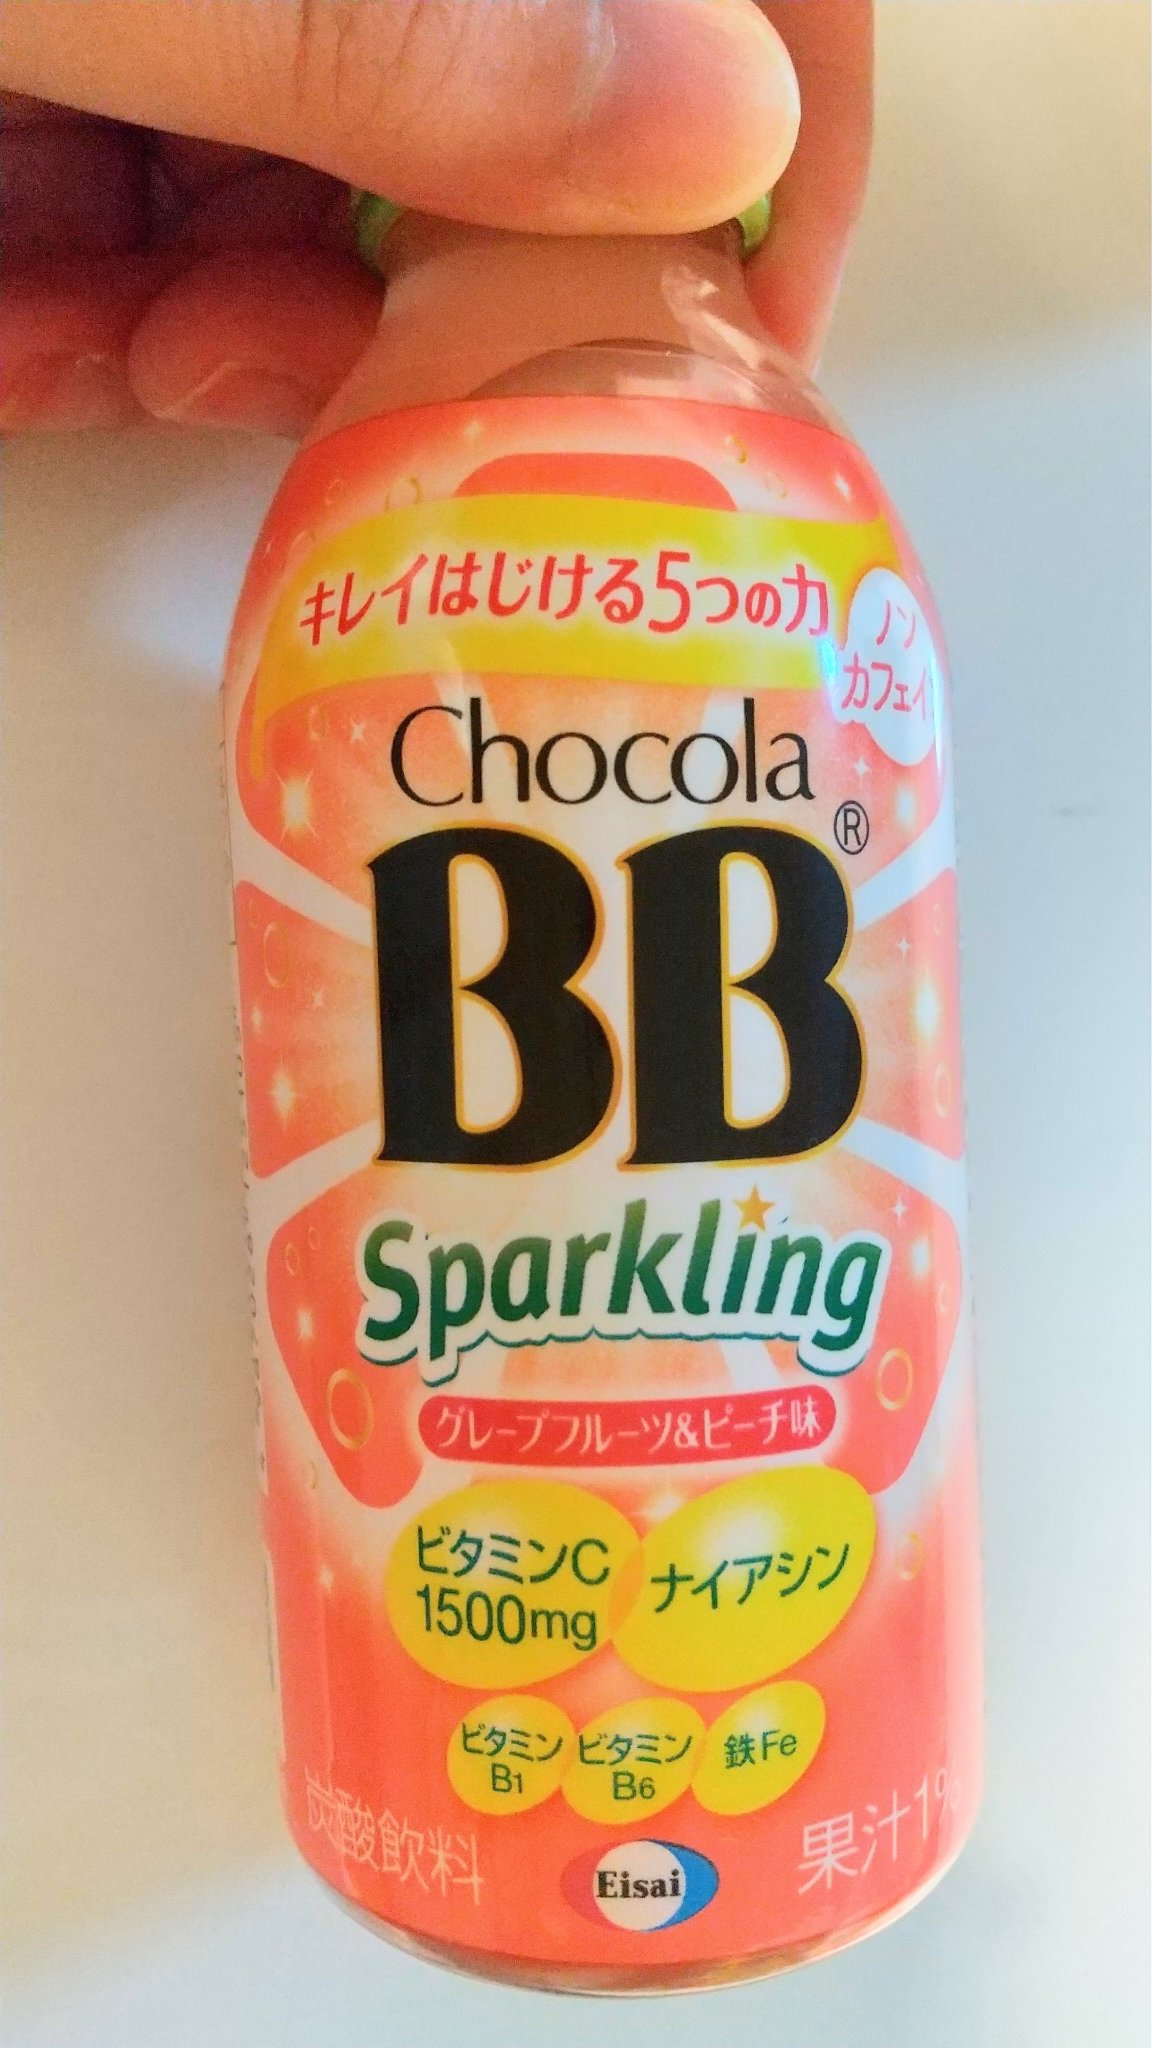 キレイはじける5つの力
ノン
カフェイ
Chocola
BB®
Sparkling
グレープフルーツ&ピーチ味
ビタミンC
1500mg
ナイアシン
ビタミン
B1
ビタミン
B6
鉄Fe
炭酸飲料
果汁1%
Eisai